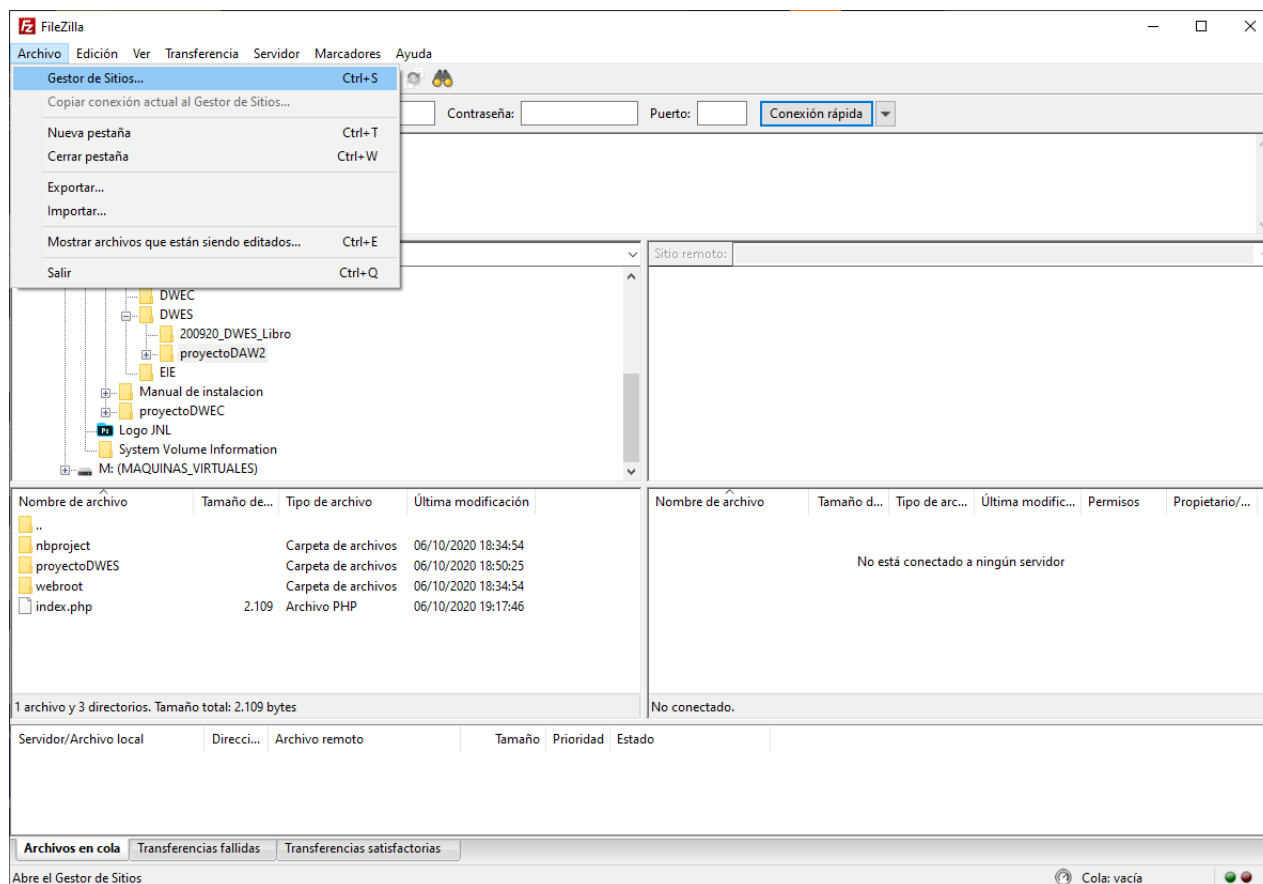 FileZilla
Archivo Edición Ver Transferencia Servidor Marcadores Ayuda
Gestor de Sitios... Ctrl+S
Copiar conexión actual al Gestor de Sitios...
Nueva pestaña Ctrl+T
Cerrar pestaña Ctrl+W
Exportar...
Importar...
Mostrar archivos que están siendo editados... Ctrl+E
Salir Ctrl+Q
Contraseña: Puerto: Conexión rápida
Sitio remoto:
DWEC
DWES
200920_DWES_Libro
proyectoDAW2
EIE
Manual de instalacion
proyectoDWEC
Ps Logo JNL
System Volume Information
M: (MAQUINAS_VIRTUALES)
Nombre de archivo Tamaño de... Tipo de archivo Última modificación
..
nbproject Carpeta de archivos 06/10/2020 18:34:54
proyectoDWES Carpeta de archivos 06/10/2020 18:50:25
webroot Carpeta de archivos 06/10/2020 18:34:54
index.php 2.109 Archivo PHP 06/10/2020 19:17:46
1 archivo y 3 directorios. Tamaño total: 2.109 bytes
Nombre de archivo Tamaño d... Tipo de arc... Última modific... Permisos Propietario/...
No está conectado a ningún servidor
No conectado.
Servidor/Archivo local Direcci... Archivo remoto Tamaño Prioridad Estado
Archivos en cola Transferencias fallidas Transferencias satisfactorias
Abre el Gestor de Sitios Cola: vacía